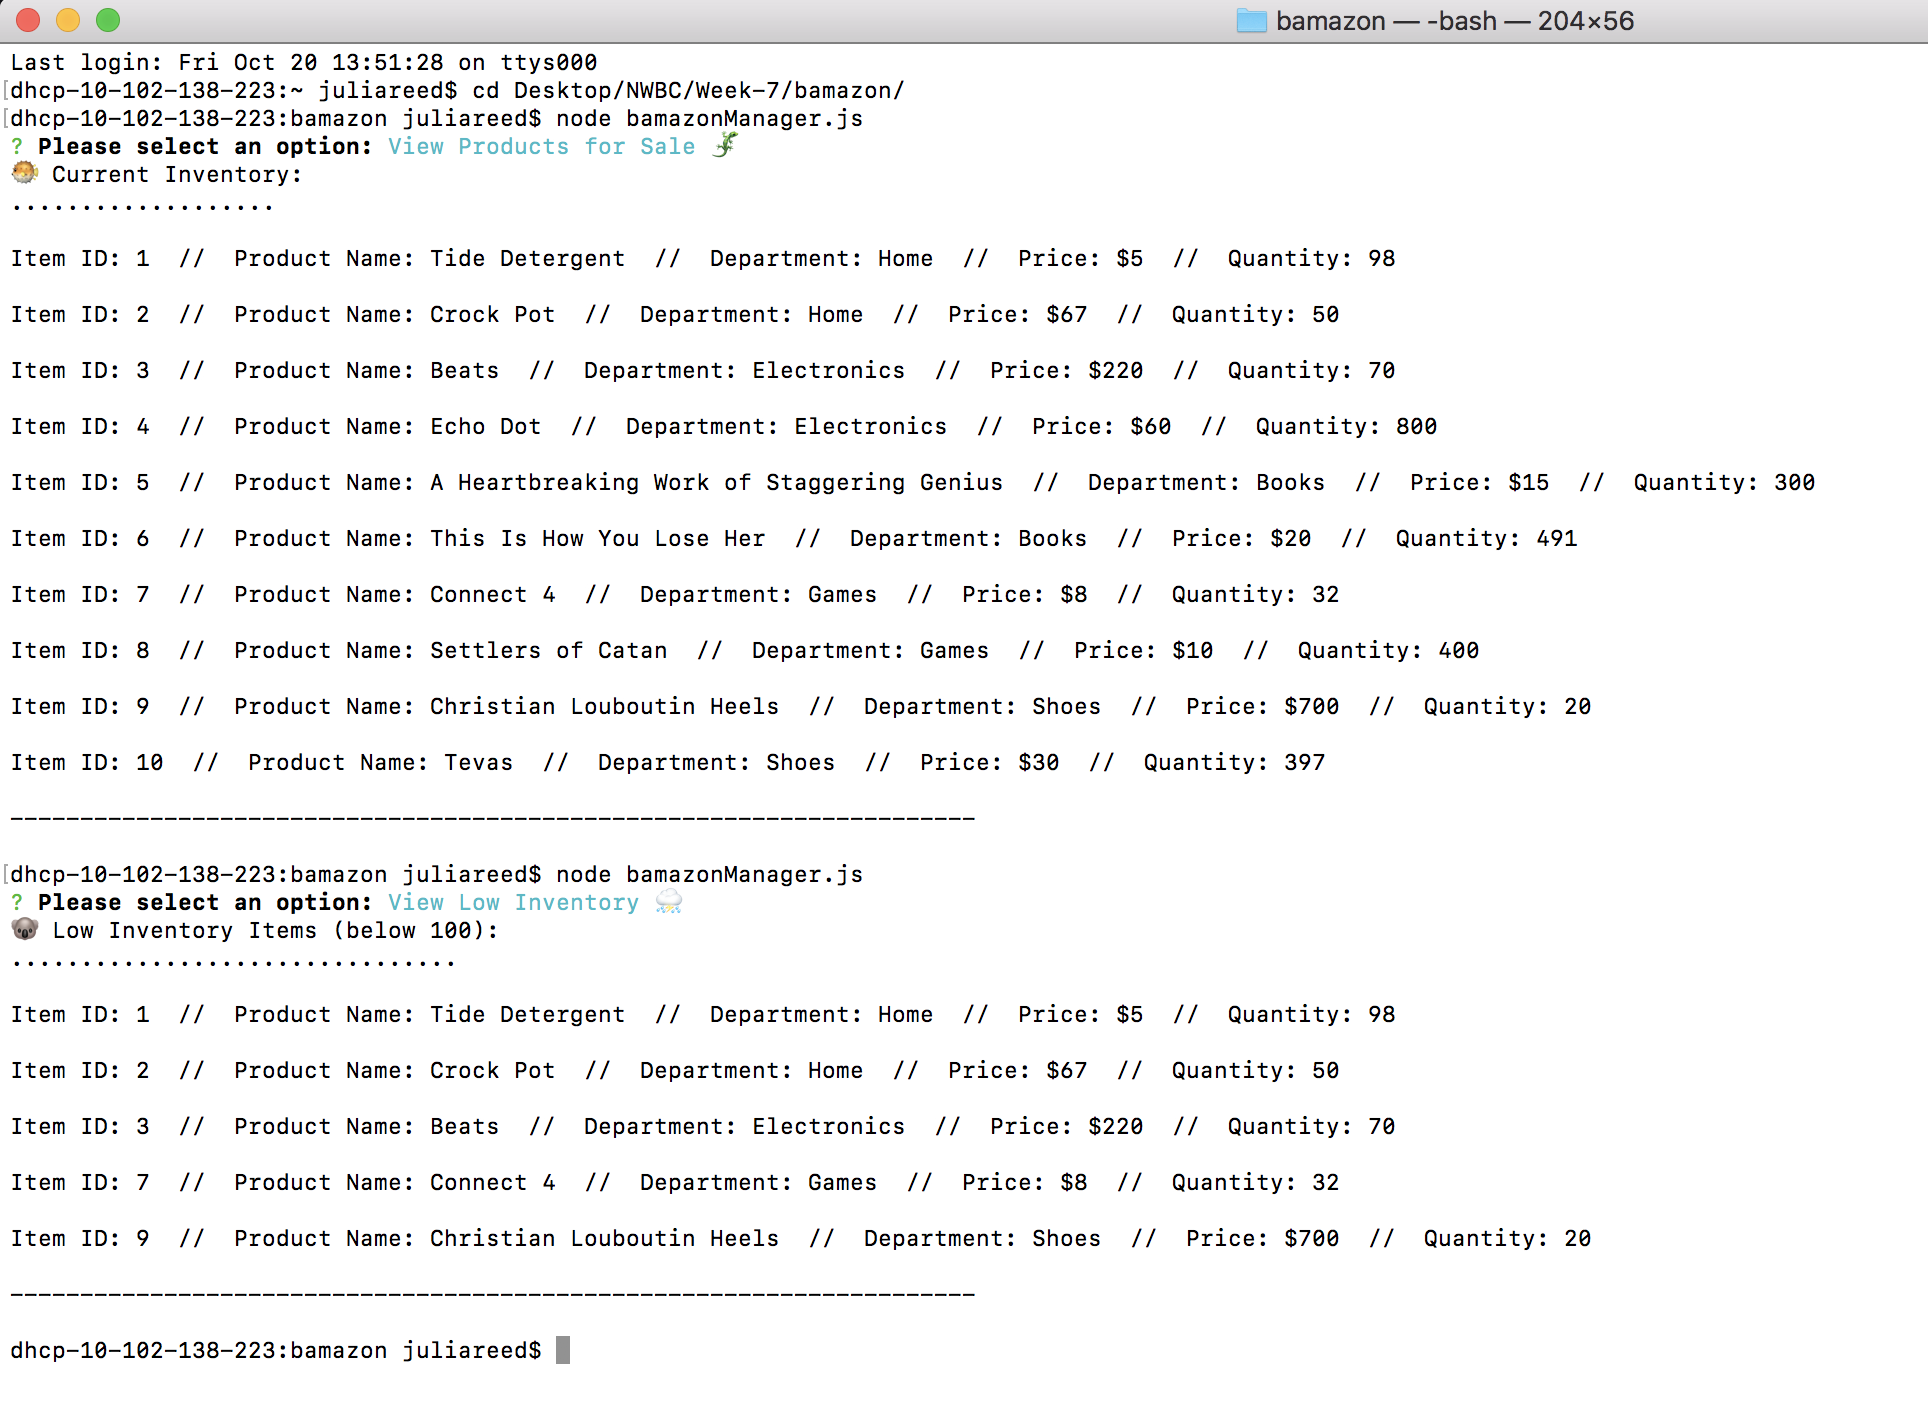 bamazon — -bash — 204×56
Last login: Fri Oct 20 13:51:28 on ttys000
[dhcp-10-102-138-223:~ juliareed$ cd Desktop/NWBC/Week-7/bamazon/
[dhcp-10-102-138-223:bamazon juliareed$ node bamazonManager.js
? Please select an option: View Products for Sale 🦎
🐡 Current Inventory:
...................
Item ID: 1  //  Product Name: Tide Detergent  //  Department: Home  //  Price: $5  //  Quantity: 98
Item ID: 2  //  Product Name: Crock Pot  //  Department: Home  //  Price: $67  //  Quantity: 50
Item ID: 3  //  Product Name: Beats  //  Department: Electronics  //  Price: $220  //  Quantity: 70
Item ID: 4  //  Product Name: Echo Dot  //  Department: Electronics  //  Price: $60  //  Quantity: 800
Item ID: 5  //  Product Name: A Heartbreaking Work of Staggering Genius  //  Department: Books  //  Price: $15  //  Quantity: 300
Item ID: 6  //  Product Name: This Is How You Lose Her  //  Department: Books  //  Price: $20  //  Quantity: 491
Item ID: 7  //  Product Name: Connect 4  //  Department: Games  //  Price: $8  //  Quantity: 32
Item ID: 8  //  Product Name: Settlers of Catan  //  Department: Games  //  Price: $10  //  Quantity: 400
Item ID: 9  //  Product Name: Christian Louboutin Heels  //  Department: Shoes  //  Price: $700  //  Quantity: 20
Item ID: 10  //  Product Name: Tevas  //  Department: Shoes  //  Price: $30  //  Quantity: 397
---------------------------------------------------------------------
[dhcp-10-102-138-223:bamazon juliareed$ node bamazonManager.js
? Please select an option: View Low Inventory ⛈
🐨 Low Inventory Items (below 100):
................................
Item ID: 1  //  Product Name: Tide Detergent  //  Department: Home  //  Price: $5  //  Quantity: 98
Item ID: 2  //  Product Name: Crock Pot  //  Department: Home  //  Price: $67  //  Quantity: 50
Item ID: 3  //  Product Name: Beats  //  Department: Electronics  //  Price: $220  //  Quantity: 70
Item ID: 7  //  Product Name: Connect 4  //  Department: Games  //  Price: $8  //  Quantity: 32
Item ID: 9  //  Product Name: Christian Louboutin Heels  //  Department: Shoes  //  Price: $700  //  Quantity: 20
---------------------------------------------------------------------
dhcp-10-102-138-223:bamazon juliareed$